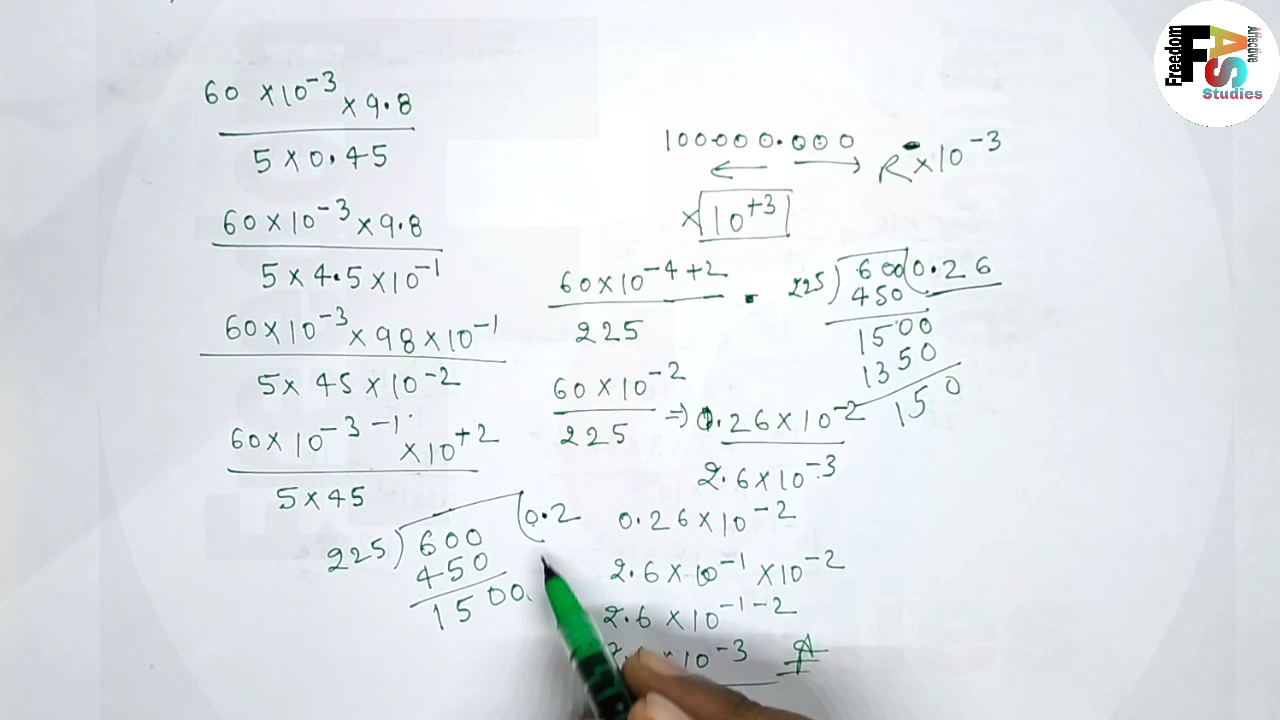 60 × 10⁻³ × 9.8
5 × 0.45
60 × 10⁻³ × 9.8
5 × 4.5 × 10⁻¹
60 × 10⁻³ × 98 × 10⁻¹
5 × 45 × 10⁻²
60 × 10⁻³⁻¹ × 10⁺²
5 × 45
225) 600 (0.2
450
1500
100000.000
R × 10⁻³
× 10⁺³
60 × 10⁻⁴⁺²
225
225) 600 (0.26
450
1500
1350
150
60 × 10⁻²
225
⇒ 0.26 × 10⁻²
2.6 × 10⁻³
0.26 × 10⁻²
2.6 × 10⁻¹ × 10⁻²
2.6 × 10⁻¹⁻²
10⁻³
Freedom
FAS
Affective
Studies